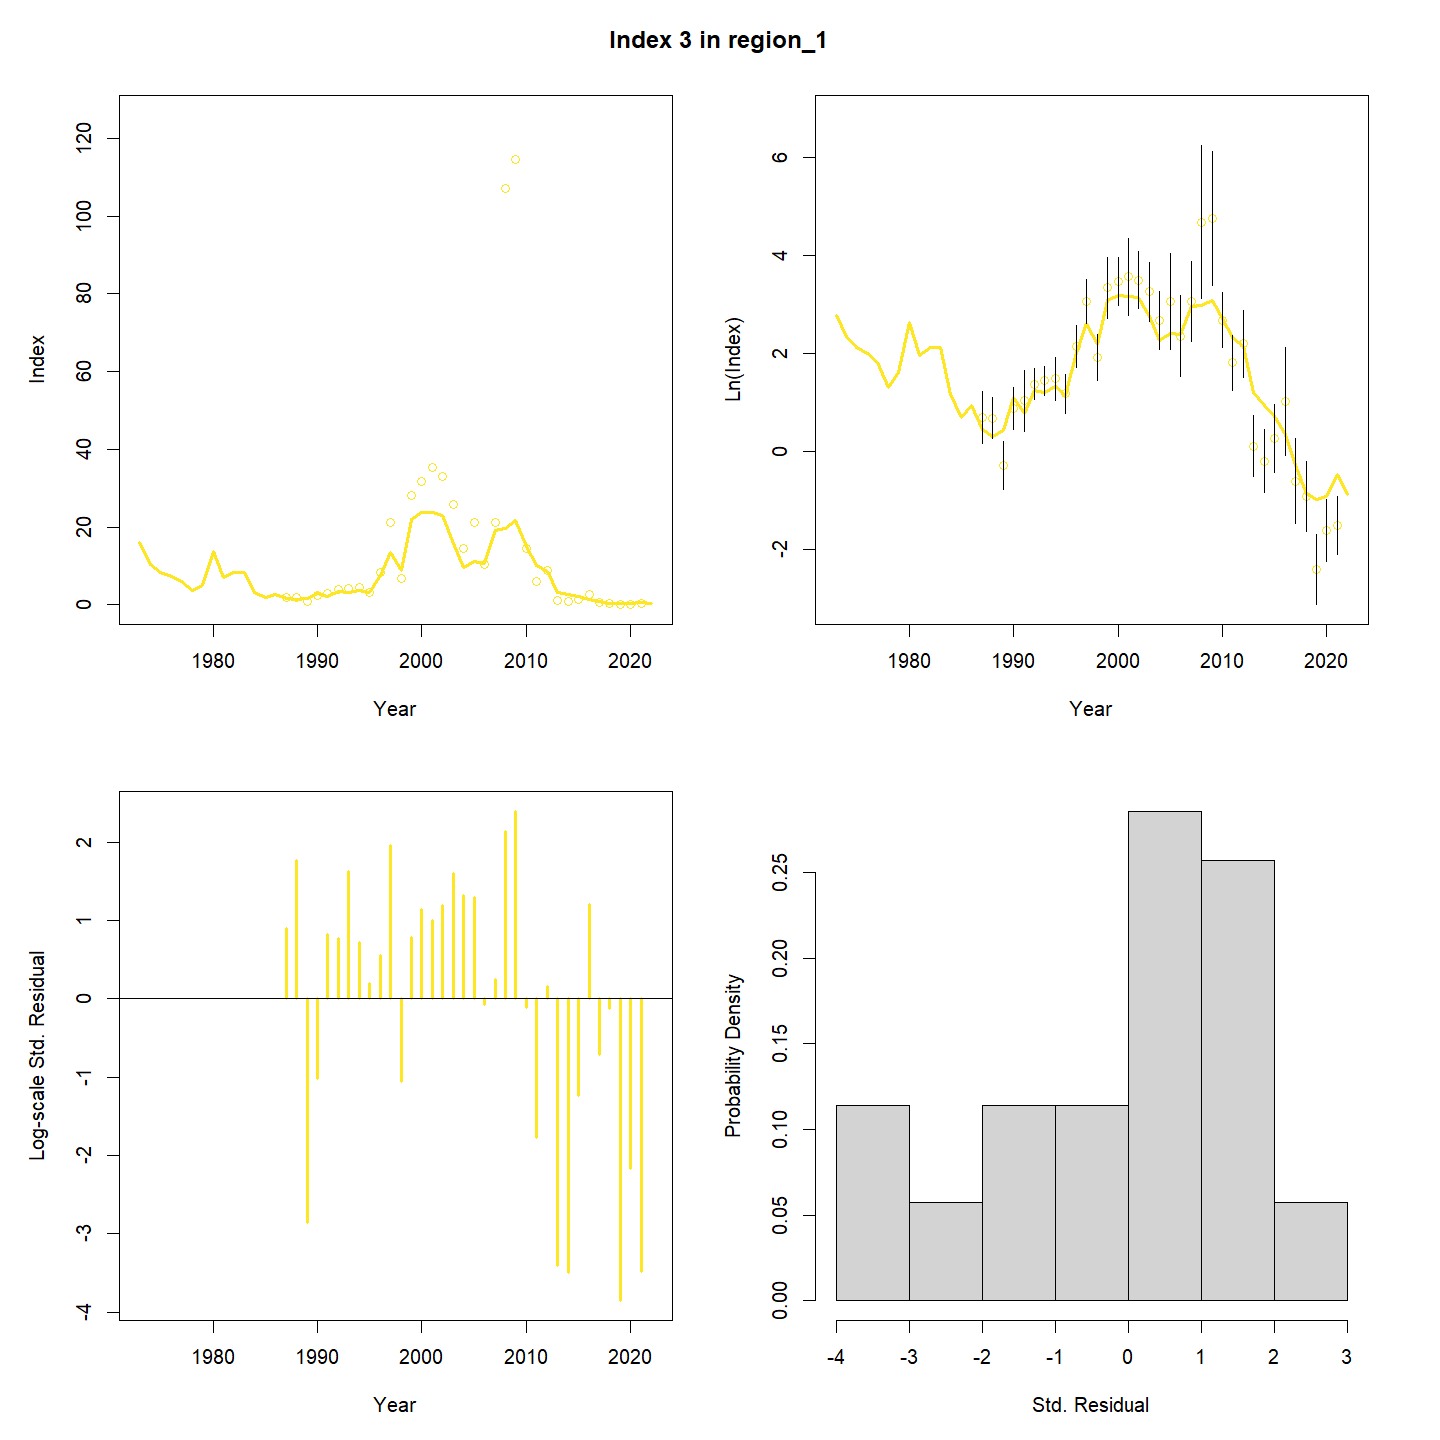 Index 3 in region_1
Index
0 20 40 60 80 100 120
1980 1990 2000 2010 2020
Year
Ln(Index)
-2 0 2 4 6
1980 1990 2000 2010 2020
Year
Log-scale Std. Residual
-4 -3 -2 -1 0 1 2
1980 1990 2000 2010 2020
Year
Probability Density
0.00 0.05 0.10 0.15 0.20 0.25
-4 -3 -2 -1 0 1 2 3
Std. Residual